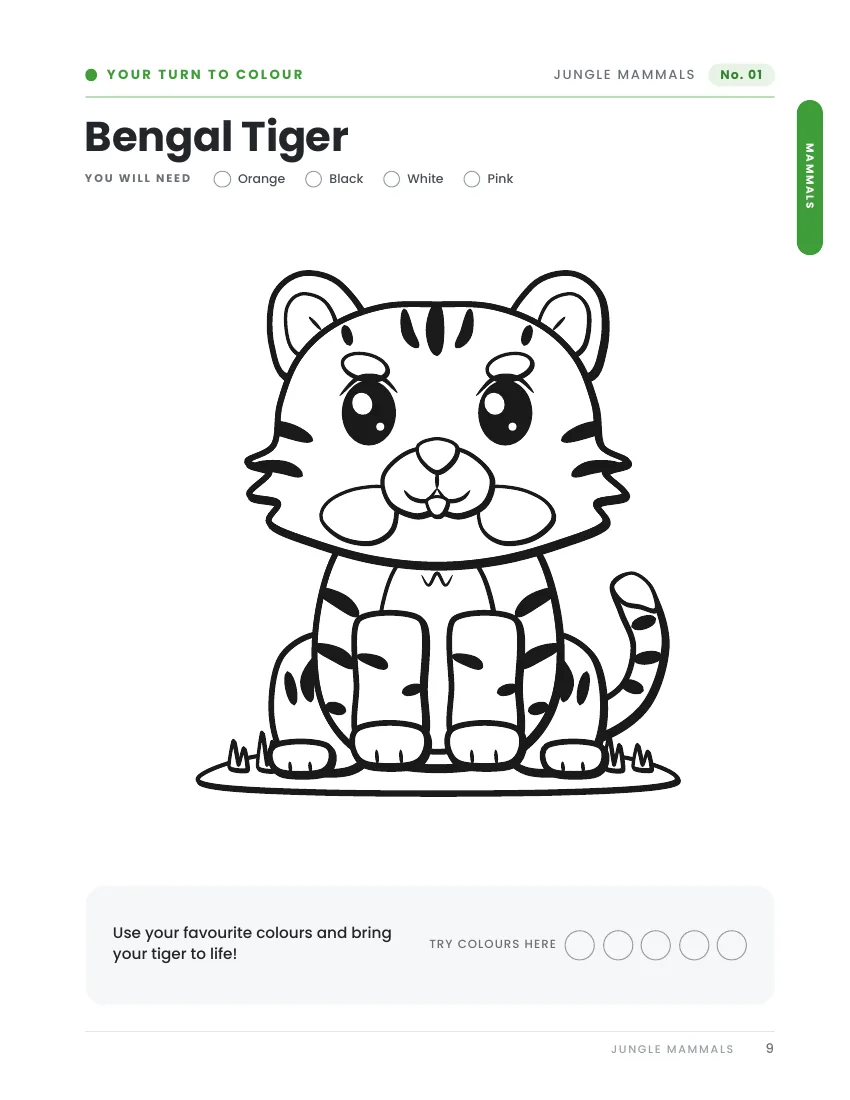 YOUR TURN TO COLOUR
JUNGLE MAMMALS No. 01
MAMMALS
Bengal Tiger
YOU WILL NEED Orange Black White Pink
Use your favourite colours and bring
your tiger to life!
TRY COLOURS HERE
JUNGLE MAMMALS 9